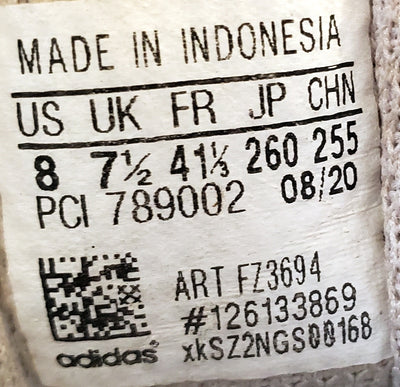 MADE IN INDONESIA
US UK FR JP CHN
8 7½ 41⅓ 260 255
PCI 789002 08/20
ART FZ3694
#126133869
xkSZ2NGS00168
adidas®